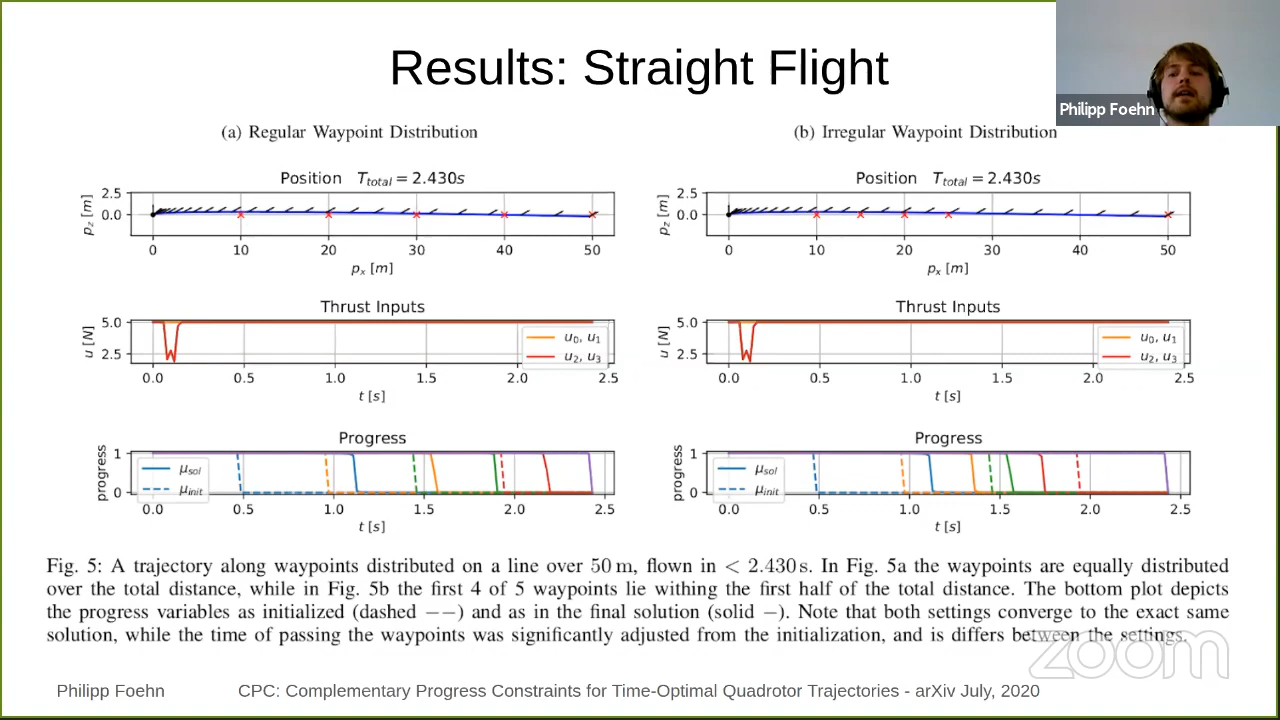 Results: Straight Flight
Philipp Foehn
(a) Regular Waypoint Distribution
Position T_total = 2.430s
p_z [m]
2.5
0.0
0 10 20 30 40 50
p_x [m]
Thrust Inputs
u [N]
5.0
2.5
u_0, u_1
u_2, u_3
0.0 0.5 1.0 1.5 2.0 2.5
t [s]
Progress
progress
1
0
μ_sol
μ_init
0.0 0.5 1.0 1.5 2.0 2.5
t [s]
(b) Irregular Waypoint Distribution
Position T_total = 2.430s
p_z [m]
2.5
0.0
0 10 20 30 40 50
p_x [m]
Thrust Inputs
u [N]
5.0
2.5
u_0, u_1
u_2, u_3
0.0 0.5 1.0 1.5 2.0 2.5
t [s]
Progress
progress
1
0
μ_sol
μ_init
0.0 0.5 1.0 1.5 2.0 2.5
t [s]
Fig. 5: A trajectory along waypoints distributed on a line over 50 m, flown in < 2.430 s. In Fig. 5a the waypoints are equally distributed
over the total distance, while in Fig. 5b the first 4 of 5 waypoints lie withing the first half of the total distance. The bottom plot depicts
the progress variables as initialized (dashed −−) and as in the final solution (solid −). Note that both settings converge to the exact same
solution, while the time of passing the waypoints was significantly adjusted from the initialization, and is differs between the settings.
zoom
Philipp Foehn CPC: Complementary Progress Constraints for Time-Optimal Quadrotor Trajectories - arXiv July, 2020